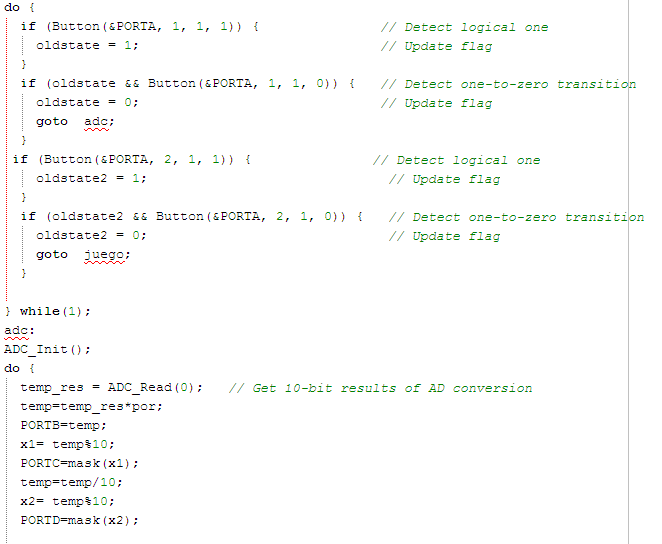 do {
if (Button(&PORTA, 1, 1, 1)) { // Detect logical one
oldstate = 1; // Update flag
}
if (oldstate && Button(&PORTA, 1, 1, 0)) { // Detect one-to-zero transition
oldstate = 0; // Update flag
goto adc;
}
if (Button(&PORTA, 2, 1, 1)) { // Detect logical one
oldstate2 = 1; // Update flag
}
if (oldstate2 && Button(&PORTA, 2, 1, 0)) { // Detect one-to-zero transition
oldstate2 = 0; // Update flag
goto juego;
}
} while(1);
adc:
ADC_Init();
do {
temp_res = ADC_Read(0); // Get 10-bit results of AD conversion
temp=temp_res*por;
PORTB=temp;
x1= temp%10;
PORTC=mask(x1);
temp=temp/10;
x2= temp%10;
PORTD=mask(x2);